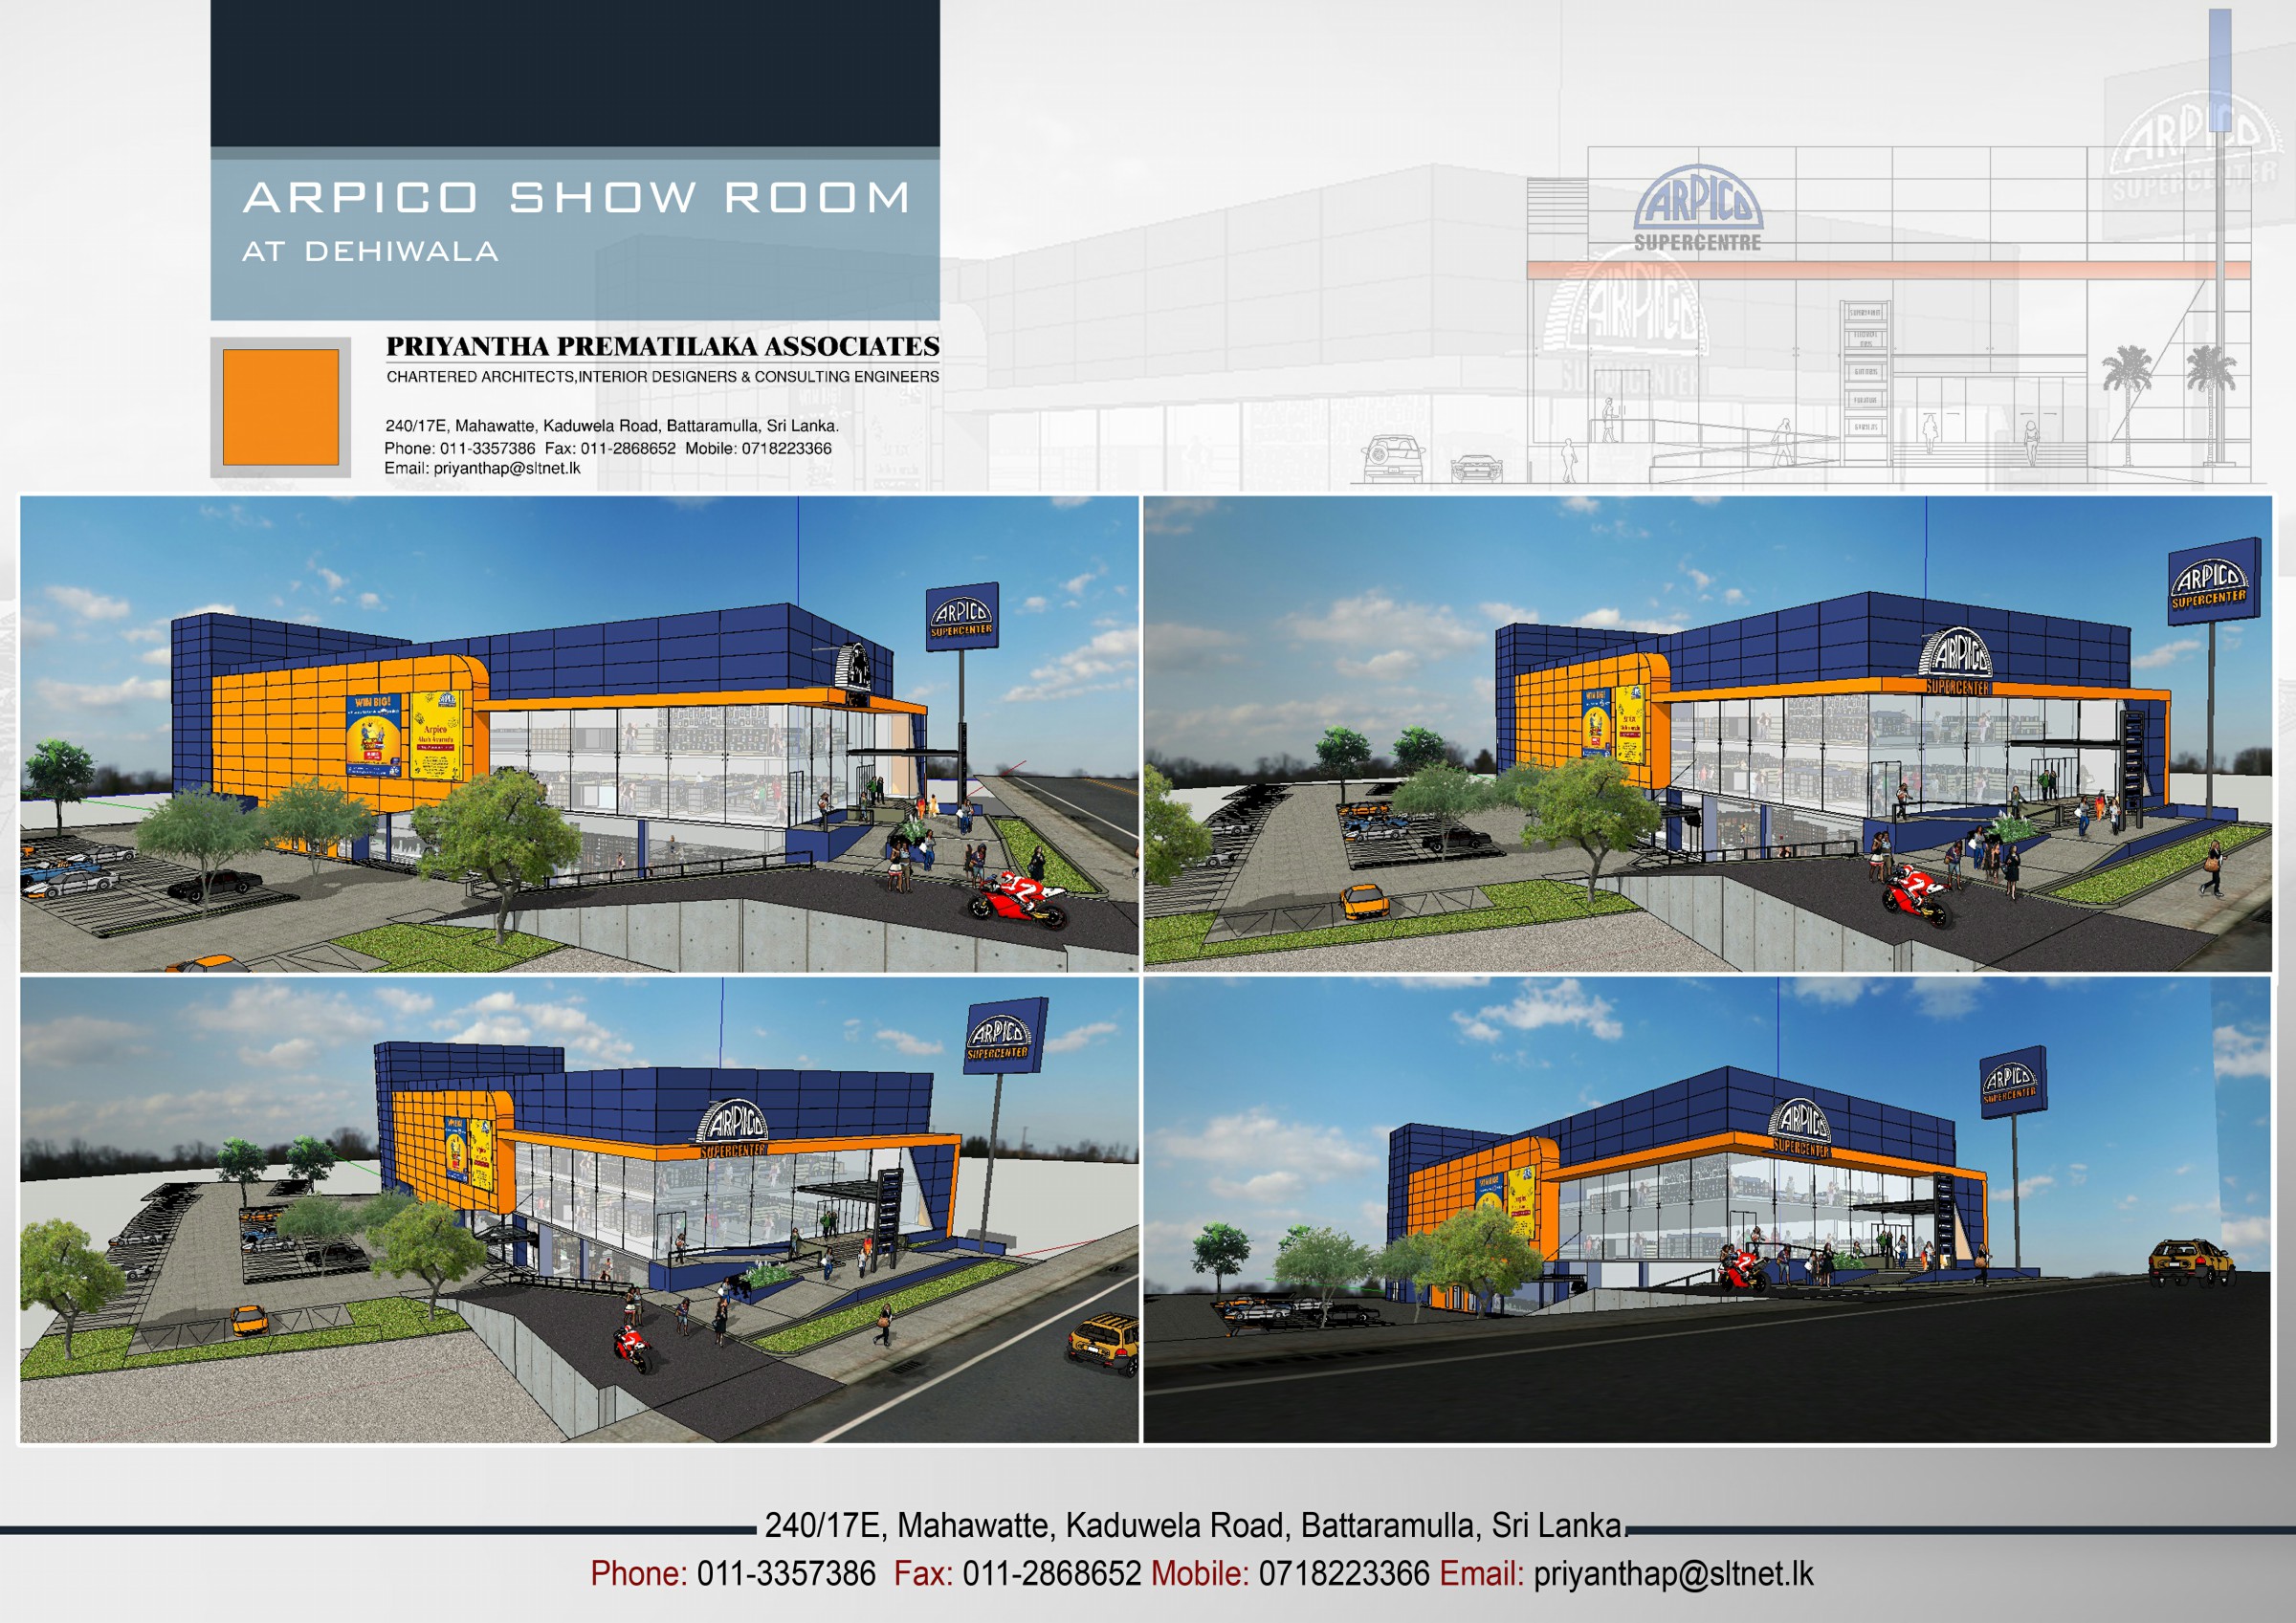 ARPICO SHOW ROOM
AT DEHIWALA
PRIYANTHA PREMATILAKA ASSOCIATES
CHARTERED ARCHITECTS,INTERIOR DESIGNERS & CONSULTING ENGINEERS
240/17E, Mahawatte, Kaduwela Road, Battaramulla, Sri Lanka.
Phone: 011-3357386 Fax: 011-2868652 Mobile: 0718223366
Email: priyanthap@sltnet.lk
ARPICO
SUPERCENTRE
ARPICO
SUPERCENTER
ARPICO
SUPERCENTER
WIN BIG!
Arpico
ARPICO
SUPERCENTER
ARPICO
SUPERCENTER
ARPICO
SUPERCENTER
WIN BIG!
ARPICO
SUPERCENTER
ARPICO
SUPERCENTER
ARPICO
SUPERCENTER
ARPICO
SUPERCENTER
240/17E, Mahawatte, Kaduwela Road, Battaramulla, Sri Lanka.
Phone: 011-3357386 Fax: 011-2868652 Mobile: 0718223366 Email: priyanthap@sltnet.lk